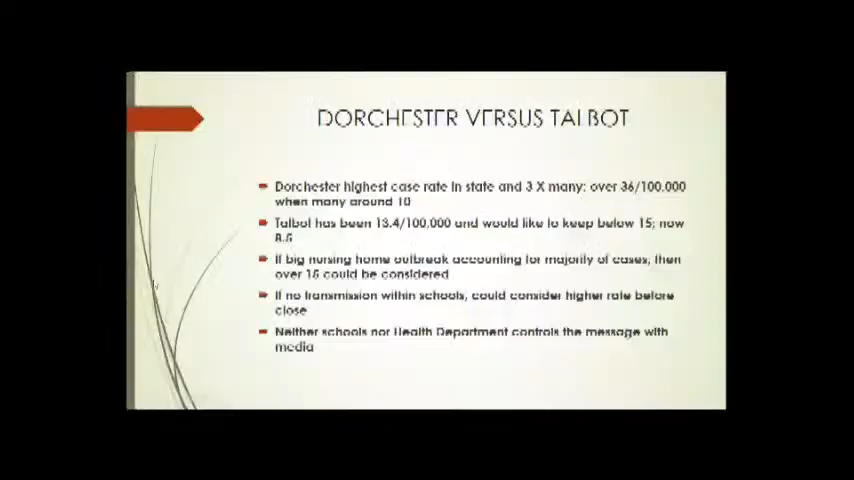 DORCHESTER VERSUS TALBOT
Dorchester highest case rate in state and 3 X many: over 36/100,000
when many around 10
Talbot has been 13.4/100,000 and would like to keep below 15; now
8.5
If big nursing home outbreak accounting for majority of cases, then
over 15 could be considered
If no transmission within schools, could consider higher rate before
close
Neither schools nor Health Department controls the message with
media